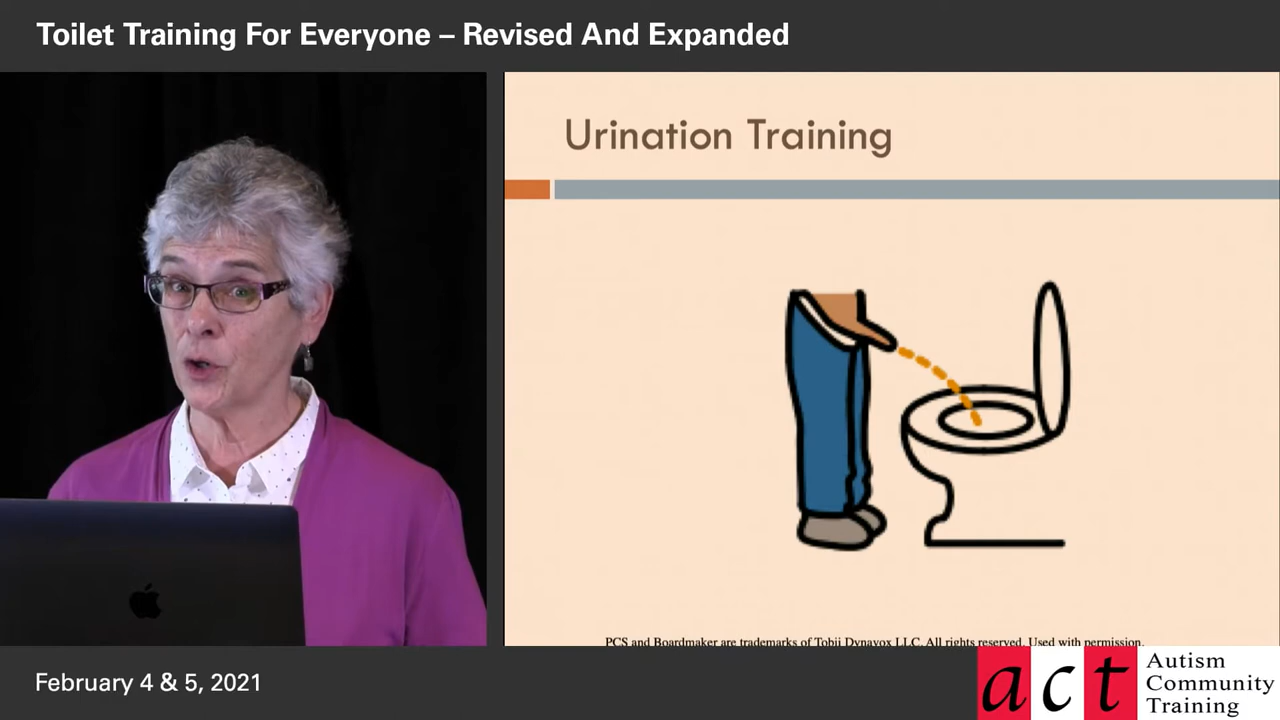 Toilet Training For Everyone – Revised And Expanded
Urination Training
PCS and Boardmaker are trademarks of Tobii Dynavox LLC. All rights reserved. Used with permission.
February 4 & 5, 2021
act
Autism
Community
Training